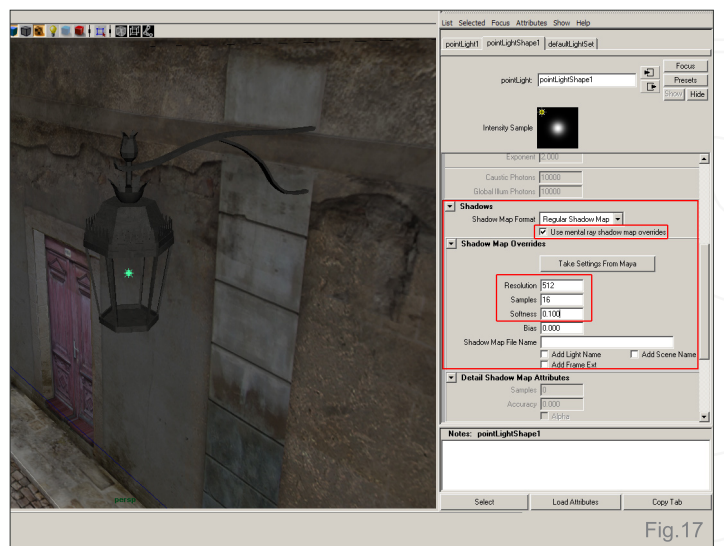 List Selected Focus Attributes Show Help
pointLight1 pointLightShape1 defaultLightSet
Focus
pointLight: pointLightShape1
Presets
Show Hide
Intensity Sample
Exponent 2.000
Caustic Photons 10000
Global Illum Photons 10000
Shadows
Shadow Map Format Regular Shadow Map
Use mental ray shadow map overrides
Shadow Map Overrides
Take Settings From Maya
Resolution 512
Samples 16
Softness 0.100
Bias 0.000
Shadow Map File Name
Add Light Name Add Scene Name
Add Frame Ext
Detail Shadow Map Attributes
Samples 0
Accuracy 0.000
Alpha
Notes: pointLightShape1
persp
Select Load Attributes Copy Tab
Fig.17